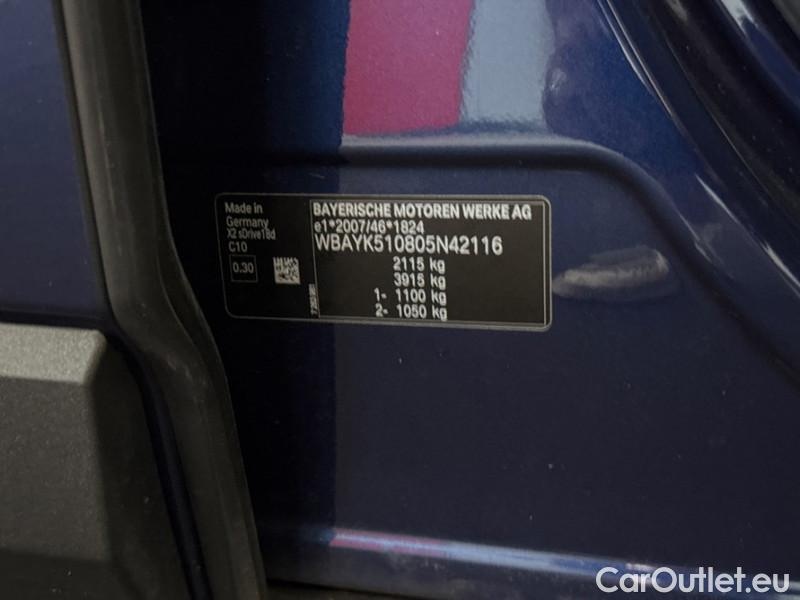 Made in
Germany
X2 sDrive18d
C10
0.30
BAYERISCHE MOTOREN WERKE AG
e1*2007/46*1824
WBAYK510805N42116
2115 kg
3915 kg
1- 1100 kg
2- 1050 kg
CarOutlet.eu